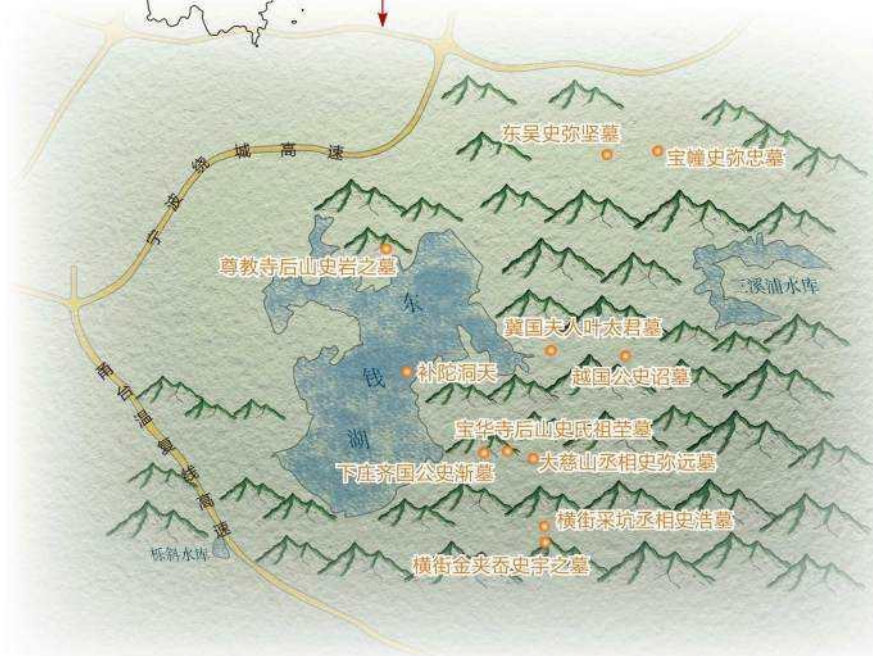 东吴史弥坚墓
宝幢史弥忠墓
宁波绕城高速
尊教寺后山史岩之墓
三溪浦水库
东钱湖
冀国夫人叶太君墓
补陀洞天
越国公史诏墓
甬台温复线高速
宝华寺后山史氏祖茔墓
下庄齐国公史渐墓
大慈山丞相史弥远墓
横街采坑丞相史浩墓
栎斜水库
横街金夹岙史宇之墓